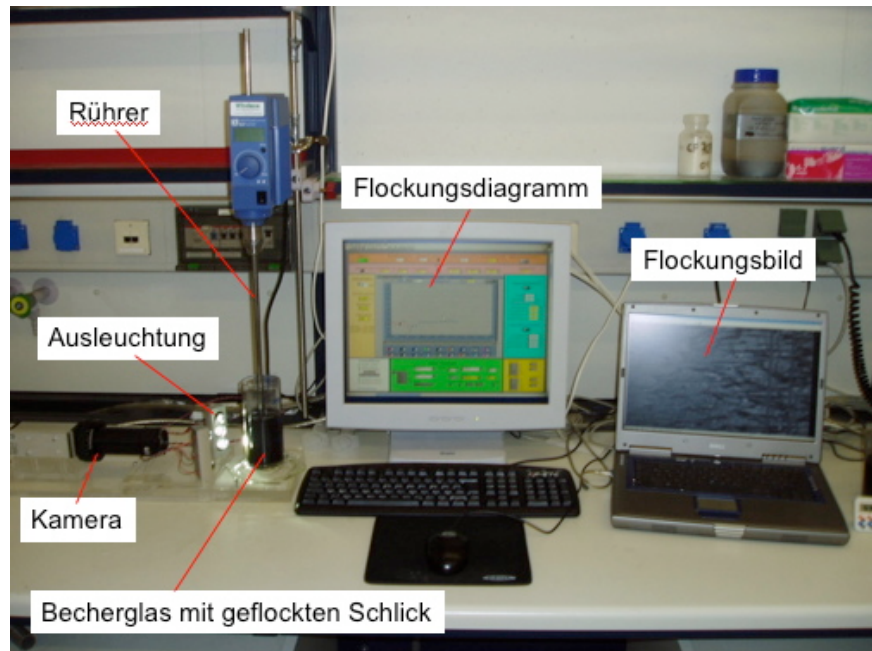 Rührer
Flockungsdiagramm
Flockungsbild
Ausleuchtung
Kamera
Becherglas mit geflockten Schlick